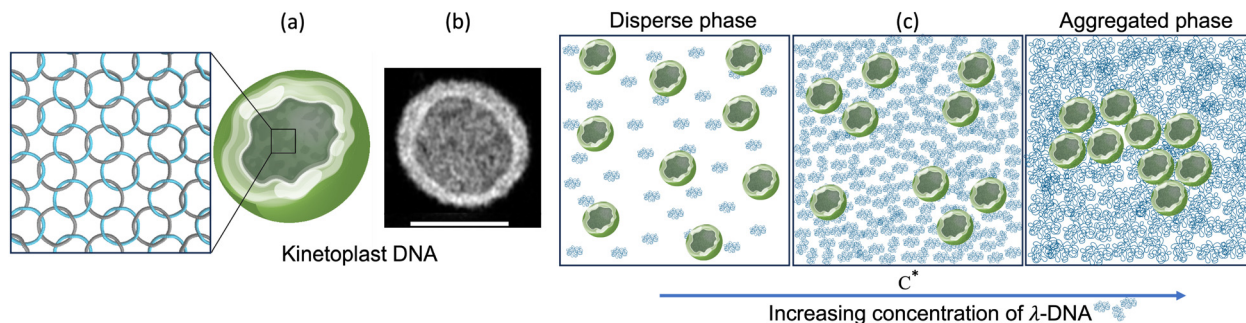 (a)
(b)
Kinetoplast DNA
Disperse phase
(c)
Aggregated phase
C*
Increasing concentration of λ-DNA